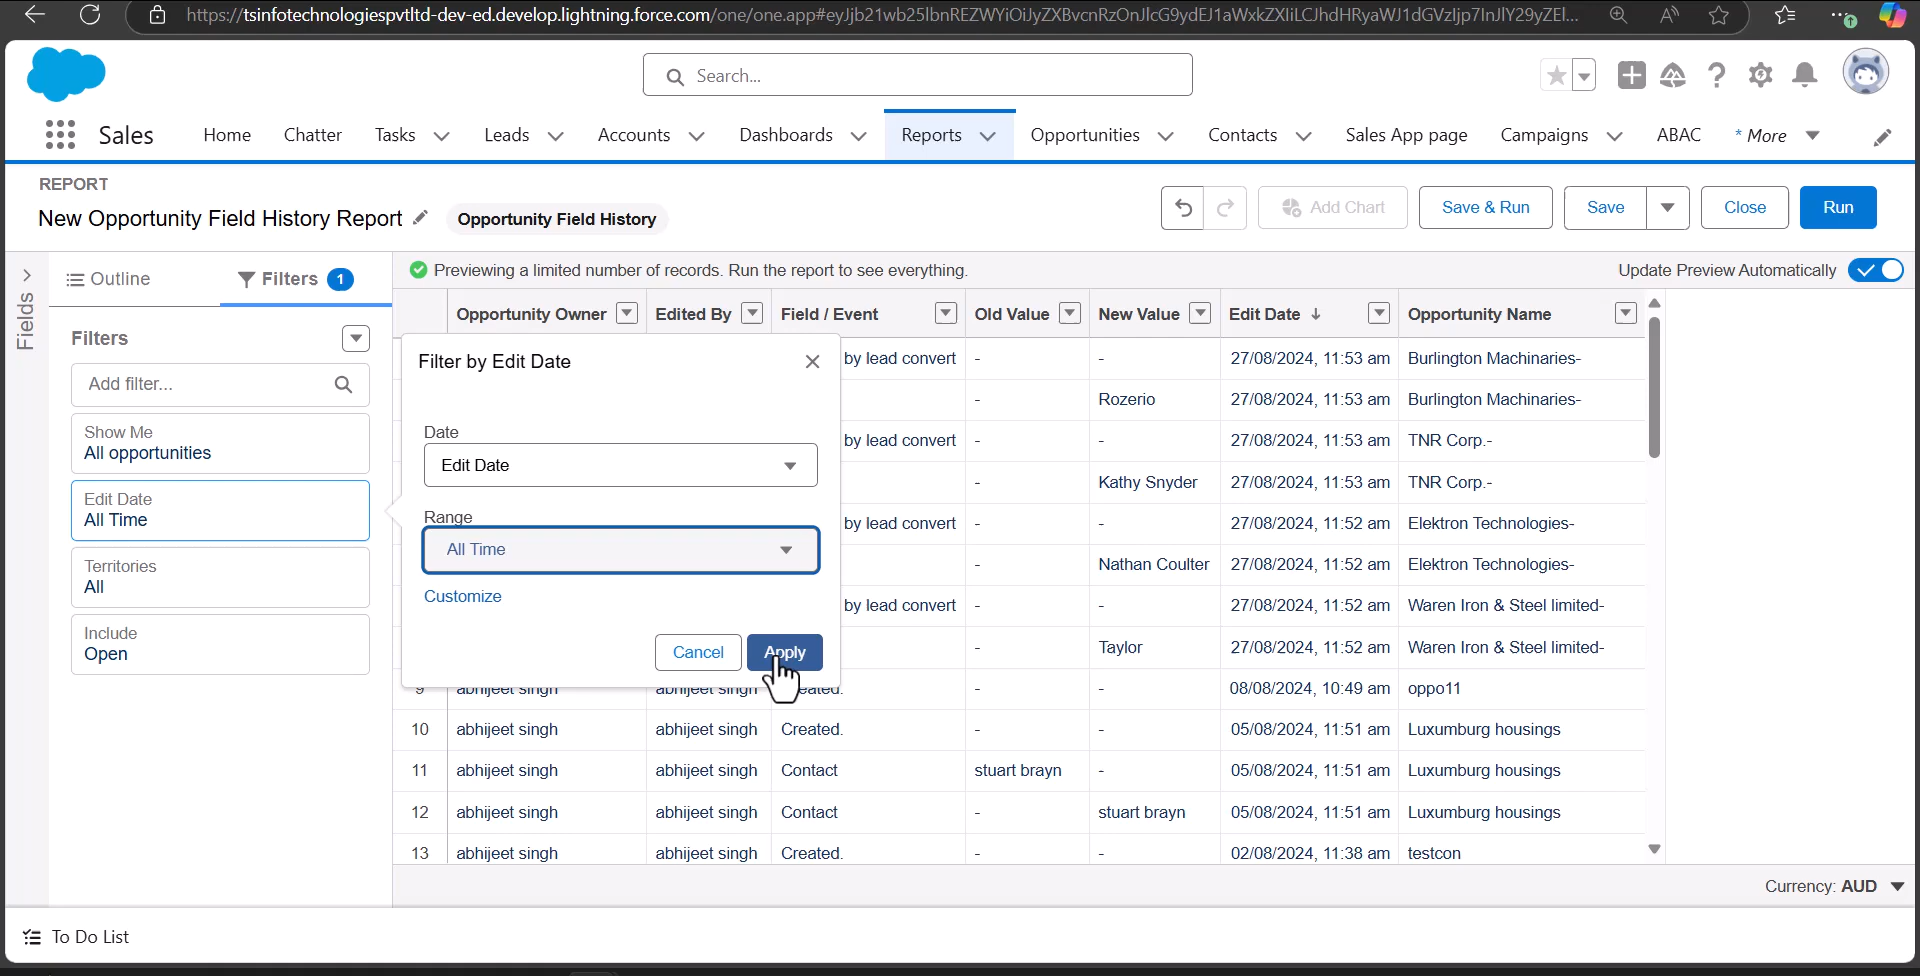 https://tsinfotechnologiespvtltd-dev-ed.develop.lightning.force.com
Search...
Sales Home Chatter Tasks Leads Accounts Dashboards Reports Opportunities Contacts Sales App page Campaigns ABAC * More
REPORT
New Opportunity Field History Report Opportunity Field History
Add Chart Save & Run Save Close Run
Fields
Outline Filters 1
Previewing a limited number of records. Run the report to see everything. Update Preview Automatically
Filters
Add filter...
Show Me
All opportunities
Edit Date
All Time
Territories
All
Include
Open
Filter by Edit Date
Date
Edit Date
Range
All Time
Customize
Cancel Apply
Opportunity Owner Edited By Field / Event Old Value New Value Edit Date Opportunity Name
by lead convert - - 27/08/2024, 11:53 am Burlington Machinaries-
- Rozerio 27/08/2024, 11:53 am Burlington Machinaries-
by lead convert - - 27/08/2024, 11:53 am TNR Corp.-
- Kathy Snyder 27/08/2024, 11:53 am TNR Corp.-
by lead convert - - 27/08/2024, 11:52 am Elektron Technologies-
- Nathan Coulter 27/08/2024, 11:52 am Elektron Technologies-
by lead convert - - 27/08/2024, 11:52 am Waren Iron & Steel limited-
- Taylor 27/08/2024, 11:52 am Waren Iron & Steel limited-
9 abhijeet singh abhijeet singh - - 08/08/2024, 10:49 am oppo11
10 abhijeet singh abhijeet singh Created. - - 05/08/2024, 11:51 am Luxumburg housings
11 abhijeet singh abhijeet singh Contact stuart brayn - 05/08/2024, 11:51 am Luxumburg housings
12 abhijeet singh abhijeet singh Contact - stuart brayn 05/08/2024, 11:51 am Luxumburg housings
13 abhijeet singh abhijeet singh Created. - - 02/08/2024, 11:38 am testcon
Currency: AUD
To Do List